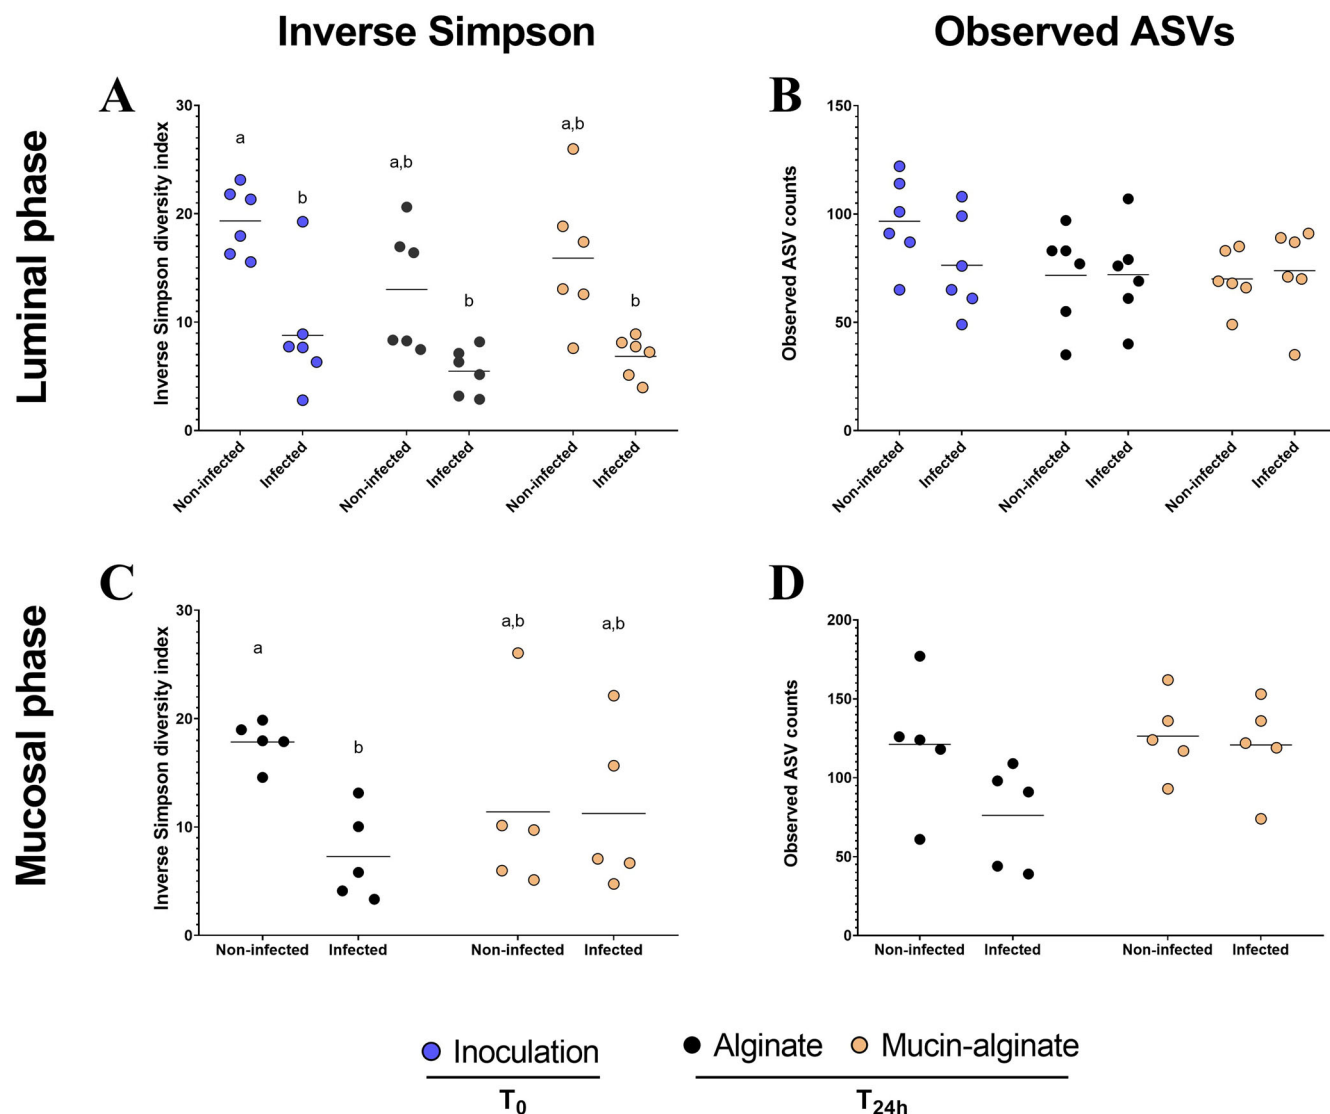 Inverse Simpson
Observed ASVs
Luminal phase
A
Inverse Simpson diversity index
30
20
10
0
a
b
a,b
b
a,b
b
Non-infected
Infected
Non-infected
Infected
Non-infected
Infected
B
Observed ASV counts
150
100
50
0
Non-infected
Infected
Non-infected
Infected
Non-infected
Infected
Mucosal phase
C
Inverse Simpson diversity index
30
20
10
0
a
b
a,b
a,b
Non-infected
Infected
Non-infected
Infected
D
Observed ASV counts
200
150
100
50
0
Non-infected
Infected
Non-infected
Infected
Inoculation
Alginate
Mucin-alginate
T0
T24h